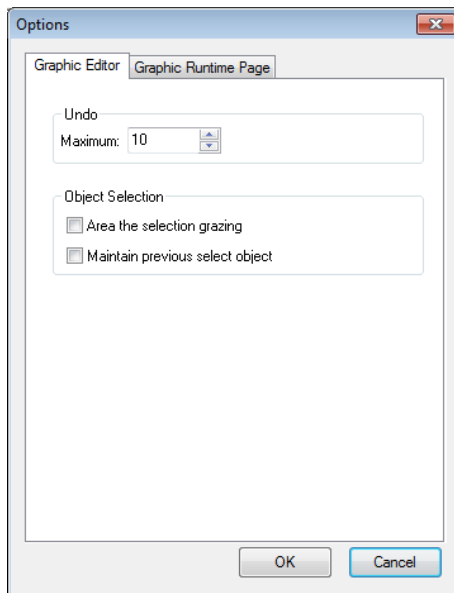 Options
Graphic Editor Graphic Runtime Page
Undo
Maximum: 10
Object Selection
Area the selection grazing
Maintain previous select object
OK Cancel